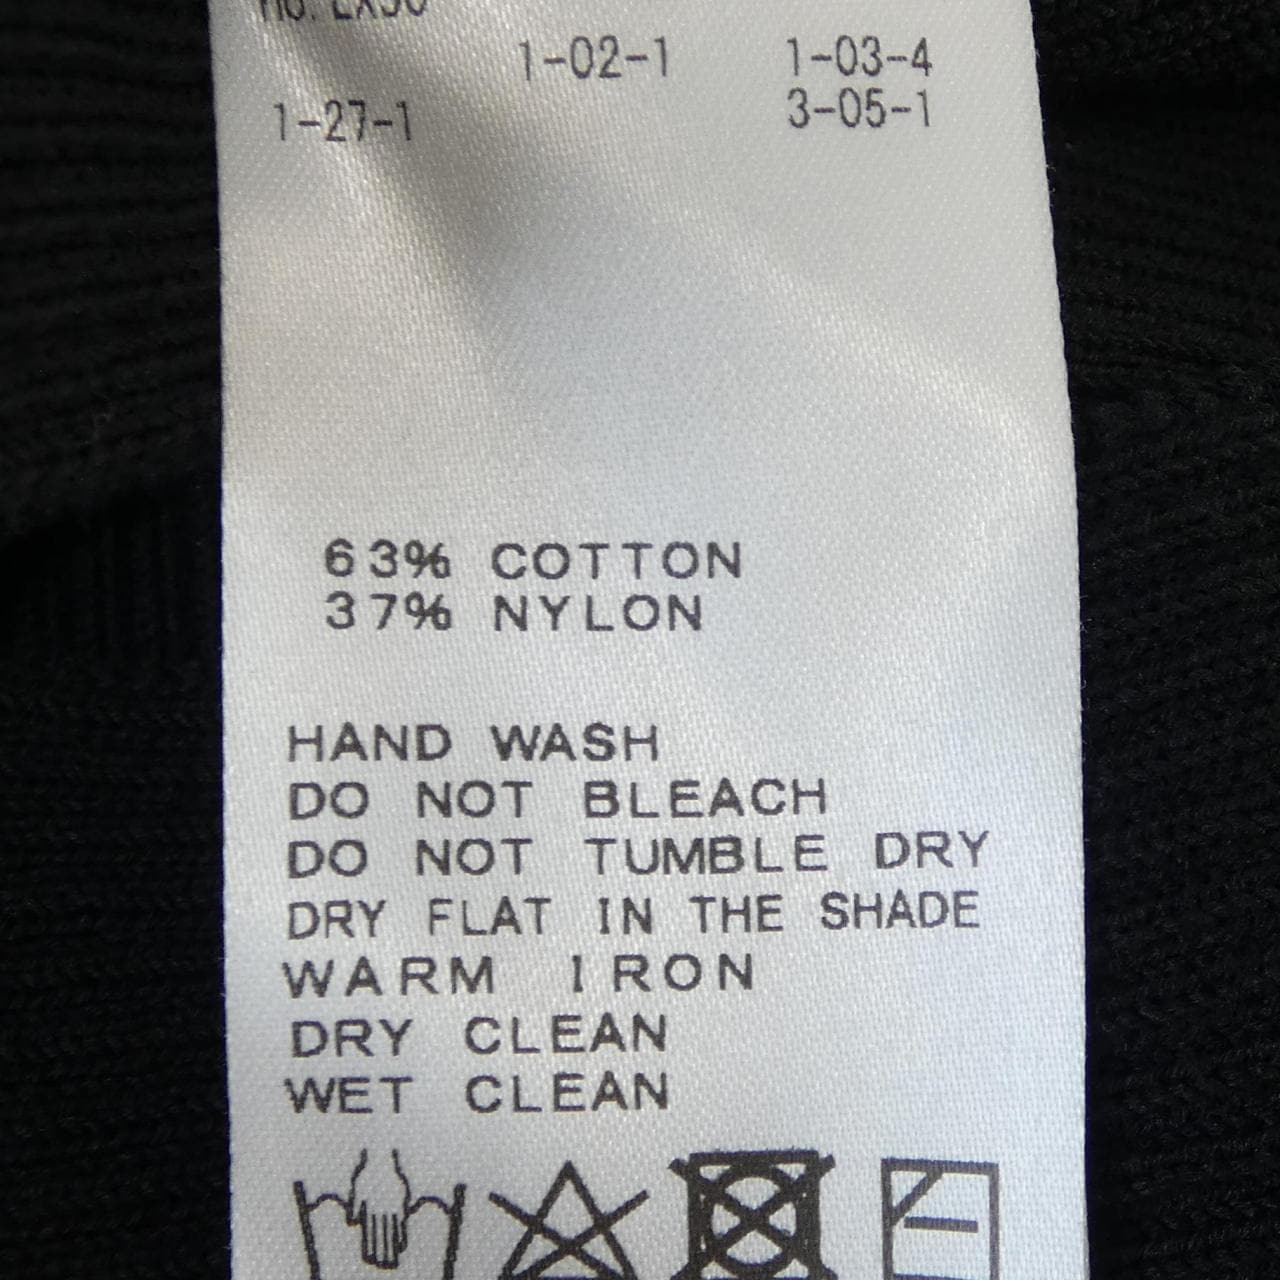 1-02-1 1-03-4
1-27-1 3-05-1
63% COTTON
37% NYLON
HAND WASH
DO NOT BLEACH
DO NOT TUMBLE DRY
DRY FLAT IN THE SHADE
WARM IRON
DRY CLEAN
WET CLEAN